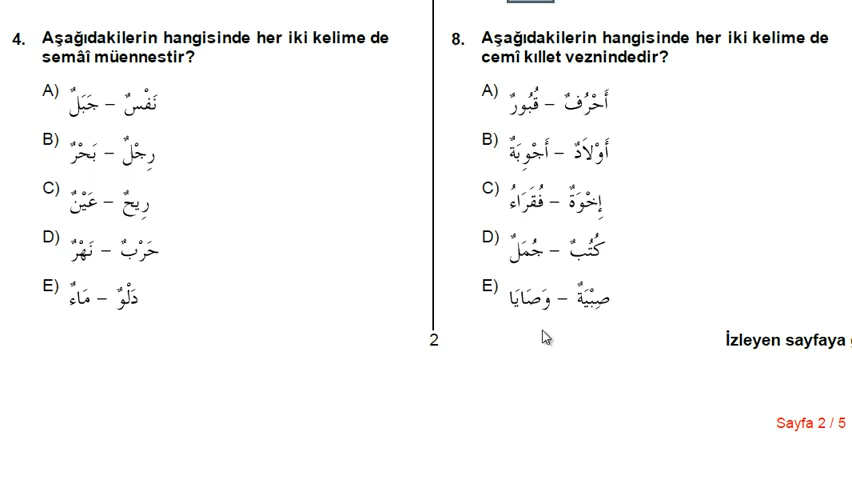 4. Aşağıdakilerin hangisinde her iki kelime de
semâî müennestir?
A) نَفْسٌ – جَبَلٌ
B) رِجْلٌ – بَحْرٌ
C) رِيحٌ – عَيْنٌ
D) حَرْبٌ – نَهْرٌ
E) دَلْوٌ – مَاءٌ
8. Aşağıdakilerin hangisinde her iki kelime de
cemî kıllet veznindedir?
A) أَحْرُفٌ – قُبُورٌ
B) أَوْلَادٌ – أَجْوِبَةٌ
C) إِخْوَةٌ – فُقَرَاءُ
D) كُتُبٌ – جُمَلٌ
E) صِبْيَةٌ – وَصَايَا
2
İzleyen sayfaya
Sayfa 2 / 5